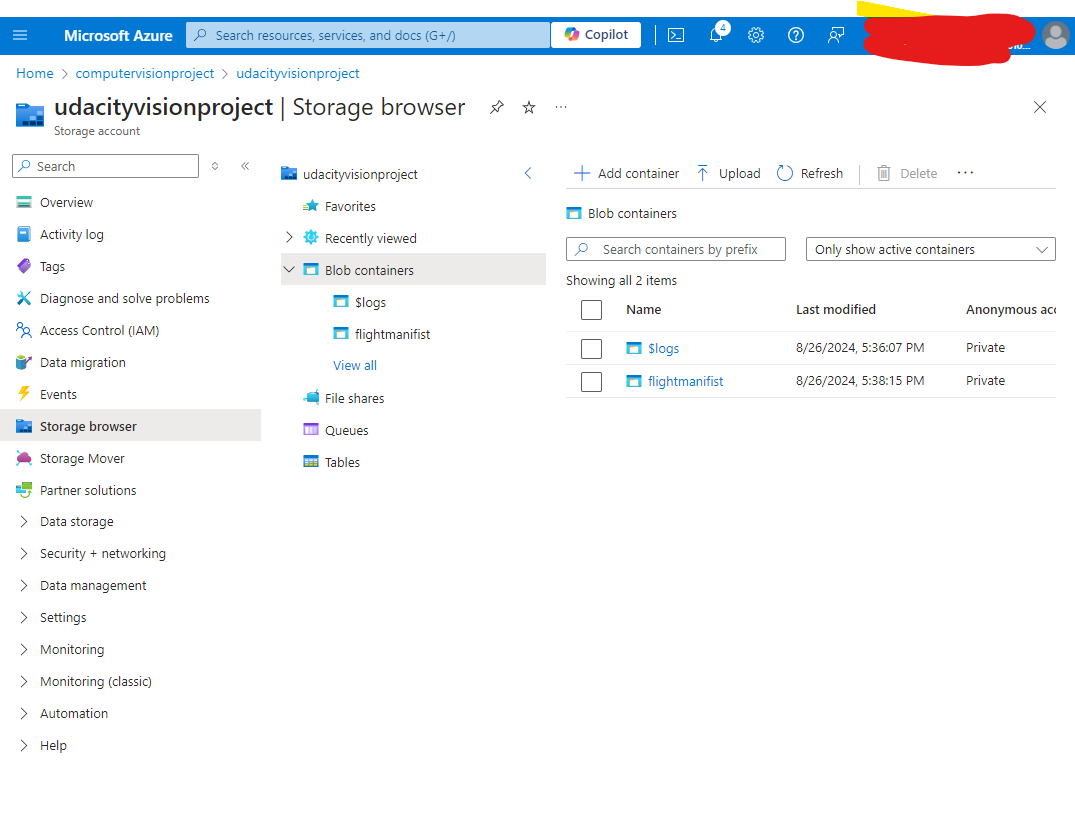 Microsoft Azure
Search resources, services, and docs (G+/)
Copilot
4
Home > computervisionproject > udacityvisionproject
udacityvisionproject | Storage browser
Storage account
Search
Overview
Activity log
Tags
Diagnose and solve problems
Access Control (IAM)
Data migration
Events
Storage browser
Storage Mover
Partner solutions
Data storage
Security + networking
Data management
Settings
Monitoring
Monitoring (classic)
Automation
Help
udacityvisionproject
Favorites
Recently viewed
Blob containers
$logs
flightmanifist
View all
File shares
Queues
Tables
Add container
Upload
Refresh
Delete
Blob containers
Search containers by prefix
Only show active containers
Showing all 2 items
Name Last modified Anonymous acc
$logs 8/26/2024, 5:36:07 PM Private
flightmanifist 8/26/2024, 5:38:15 PM Private